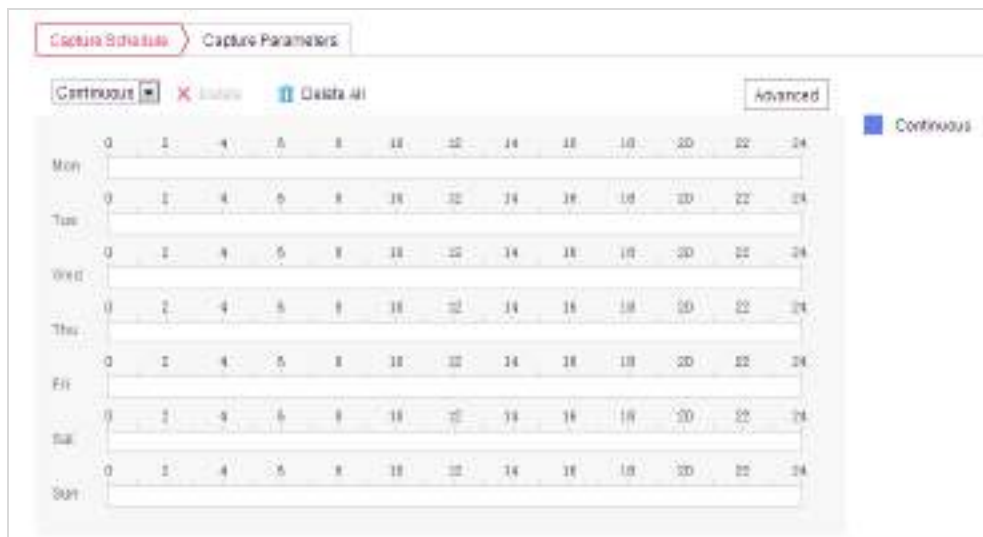 Capture Schedule Capture Parameters
Continuous Delete Delete All Advanced
Continuous
0 2 4 6 8 10 12 14 16 18 20 22 24
Mon
0 2 4 6 8 10 12 14 16 18 20 22 24
Tue
0 2 4 6 8 10 12 14 16 18 20 22 24
Wed
0 2 4 6 8 10 12 14 16 18 20 22 24
Thu
0 2 4 6 8 10 12 14 16 18 20 22 24
Fri
0 2 4 6 8 10 12 14 16 18 20 22 24
Sat
0 2 4 6 8 10 12 14 16 18 20 22 24
Sun